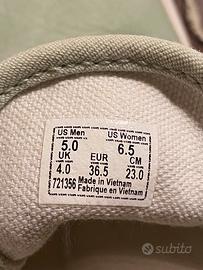 US Men US Women
5.0 6.5
UK EUR CM
4.0 36.5 23.0
721356 Made in Vietnam
Fabrique en Vietnam
subito